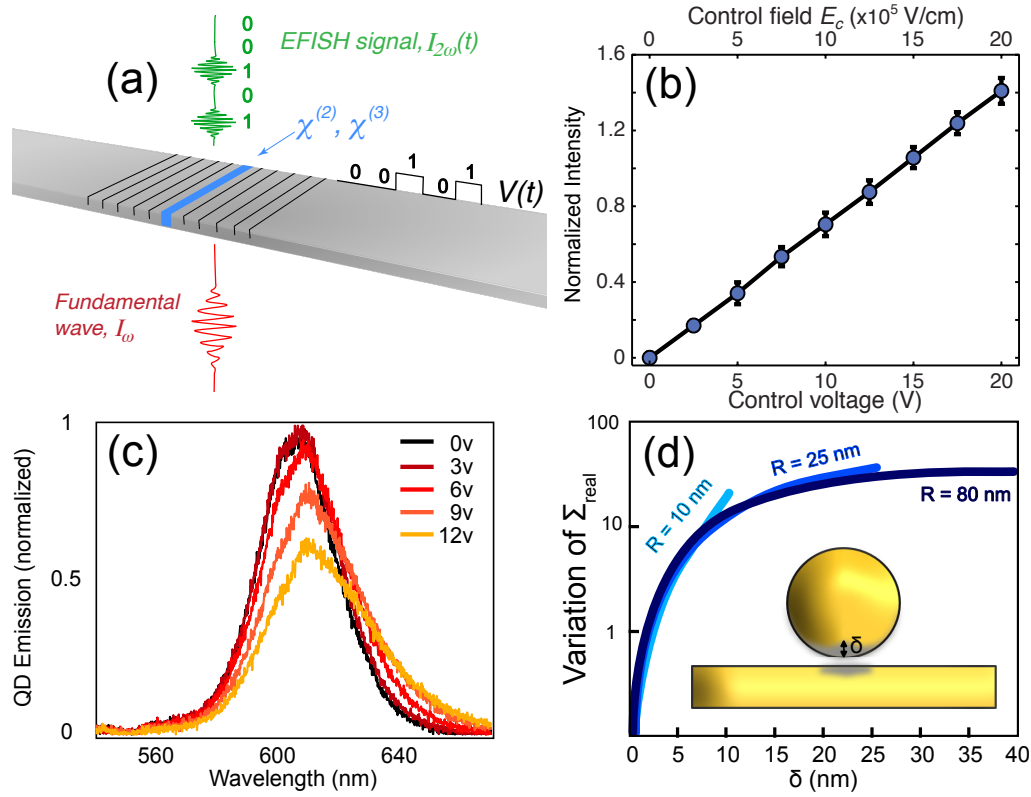 (a)
0
0
1
0
1
EFISH signal, I2ω(t)
χ(2), χ(3)
0 0 1 0 1
V(t)
Fundamental
wave, Iω
(b)
Control field Ec (x10⁵ V/cm)
0 5 10 15 20
Normalized Intensity
1.6
1.2
0.8
0.4
0
0 5 10 15 20
Control voltage (V)
(c)
QD Emission (normalized)
1
0.5
0
0v
3v
6v
9v
12v
560 600 640
Wavelength (nm)
(d)
Variation of Σreal
100
10
1
R = 10 nm
R = 25 nm
R = 80 nm
δ
0 5 10 15 20 25 30 35 40
δ (nm)